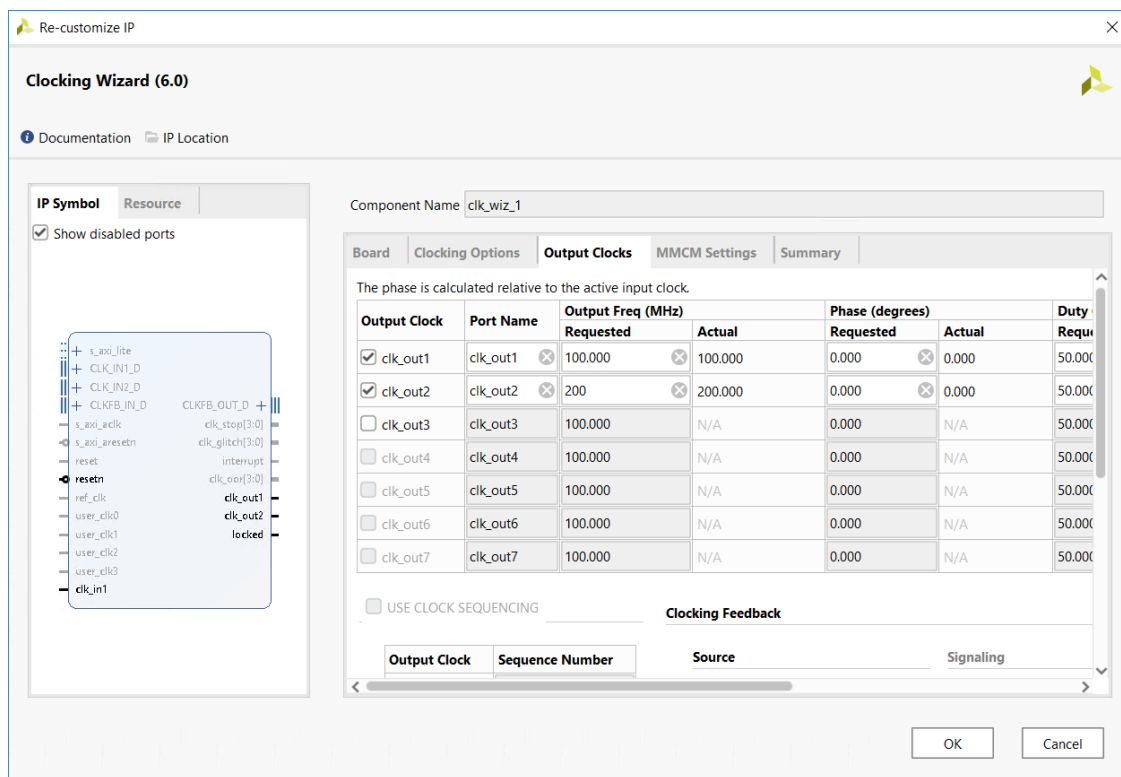 Re-customize IP
Clocking Wizard (6.0)
Documentation IP Location
IP Symbol Resource
Show disabled ports
s_axi_lite
CLK_IN1_D
CLK_IN2_D
CLKFB_IN_D CLKFB_OUT_D
s_axi_aclk clk_stop[3:0]
s_axi_aresetn clk_glitch[3:0]
reset interrupt
resetn clk_oor[3:0]
ref_clk clk_out1
user_clk0 clk_out2
user_clk1 locked
user_clk2
user_clk3
clk_in1
Component Name clk_wiz_1
Board Clocking Options Output Clocks MMCM Settings Summary
The phase is calculated relative to the active input clock.
Output Clock Port Name Output Freq (MHz) Phase (degrees) Duty
Requested Actual Requested Actual
clk_out1 clk_out1 100.000 100.000 0.000 0.000 50.000
clk_out2 clk_out2 200 200.000 0.000 0.000 50.000
clk_out3 clk_out3 100.000 N/A 0.000 N/A 50.000
clk_out4 clk_out4 100.000 N/A 0.000 N/A 50.000
clk_out5 clk_out5 100.000 N/A 0.000 N/A 50.000
clk_out6 clk_out6 100.000 N/A 0.000 N/A 50.000
clk_out7 clk_out7 100.000 N/A 0.000 N/A 50.000
USE CLOCK SEQUENCING
Clocking Feedback
Output Clock Sequence Number
Source Signaling
OK Cancel